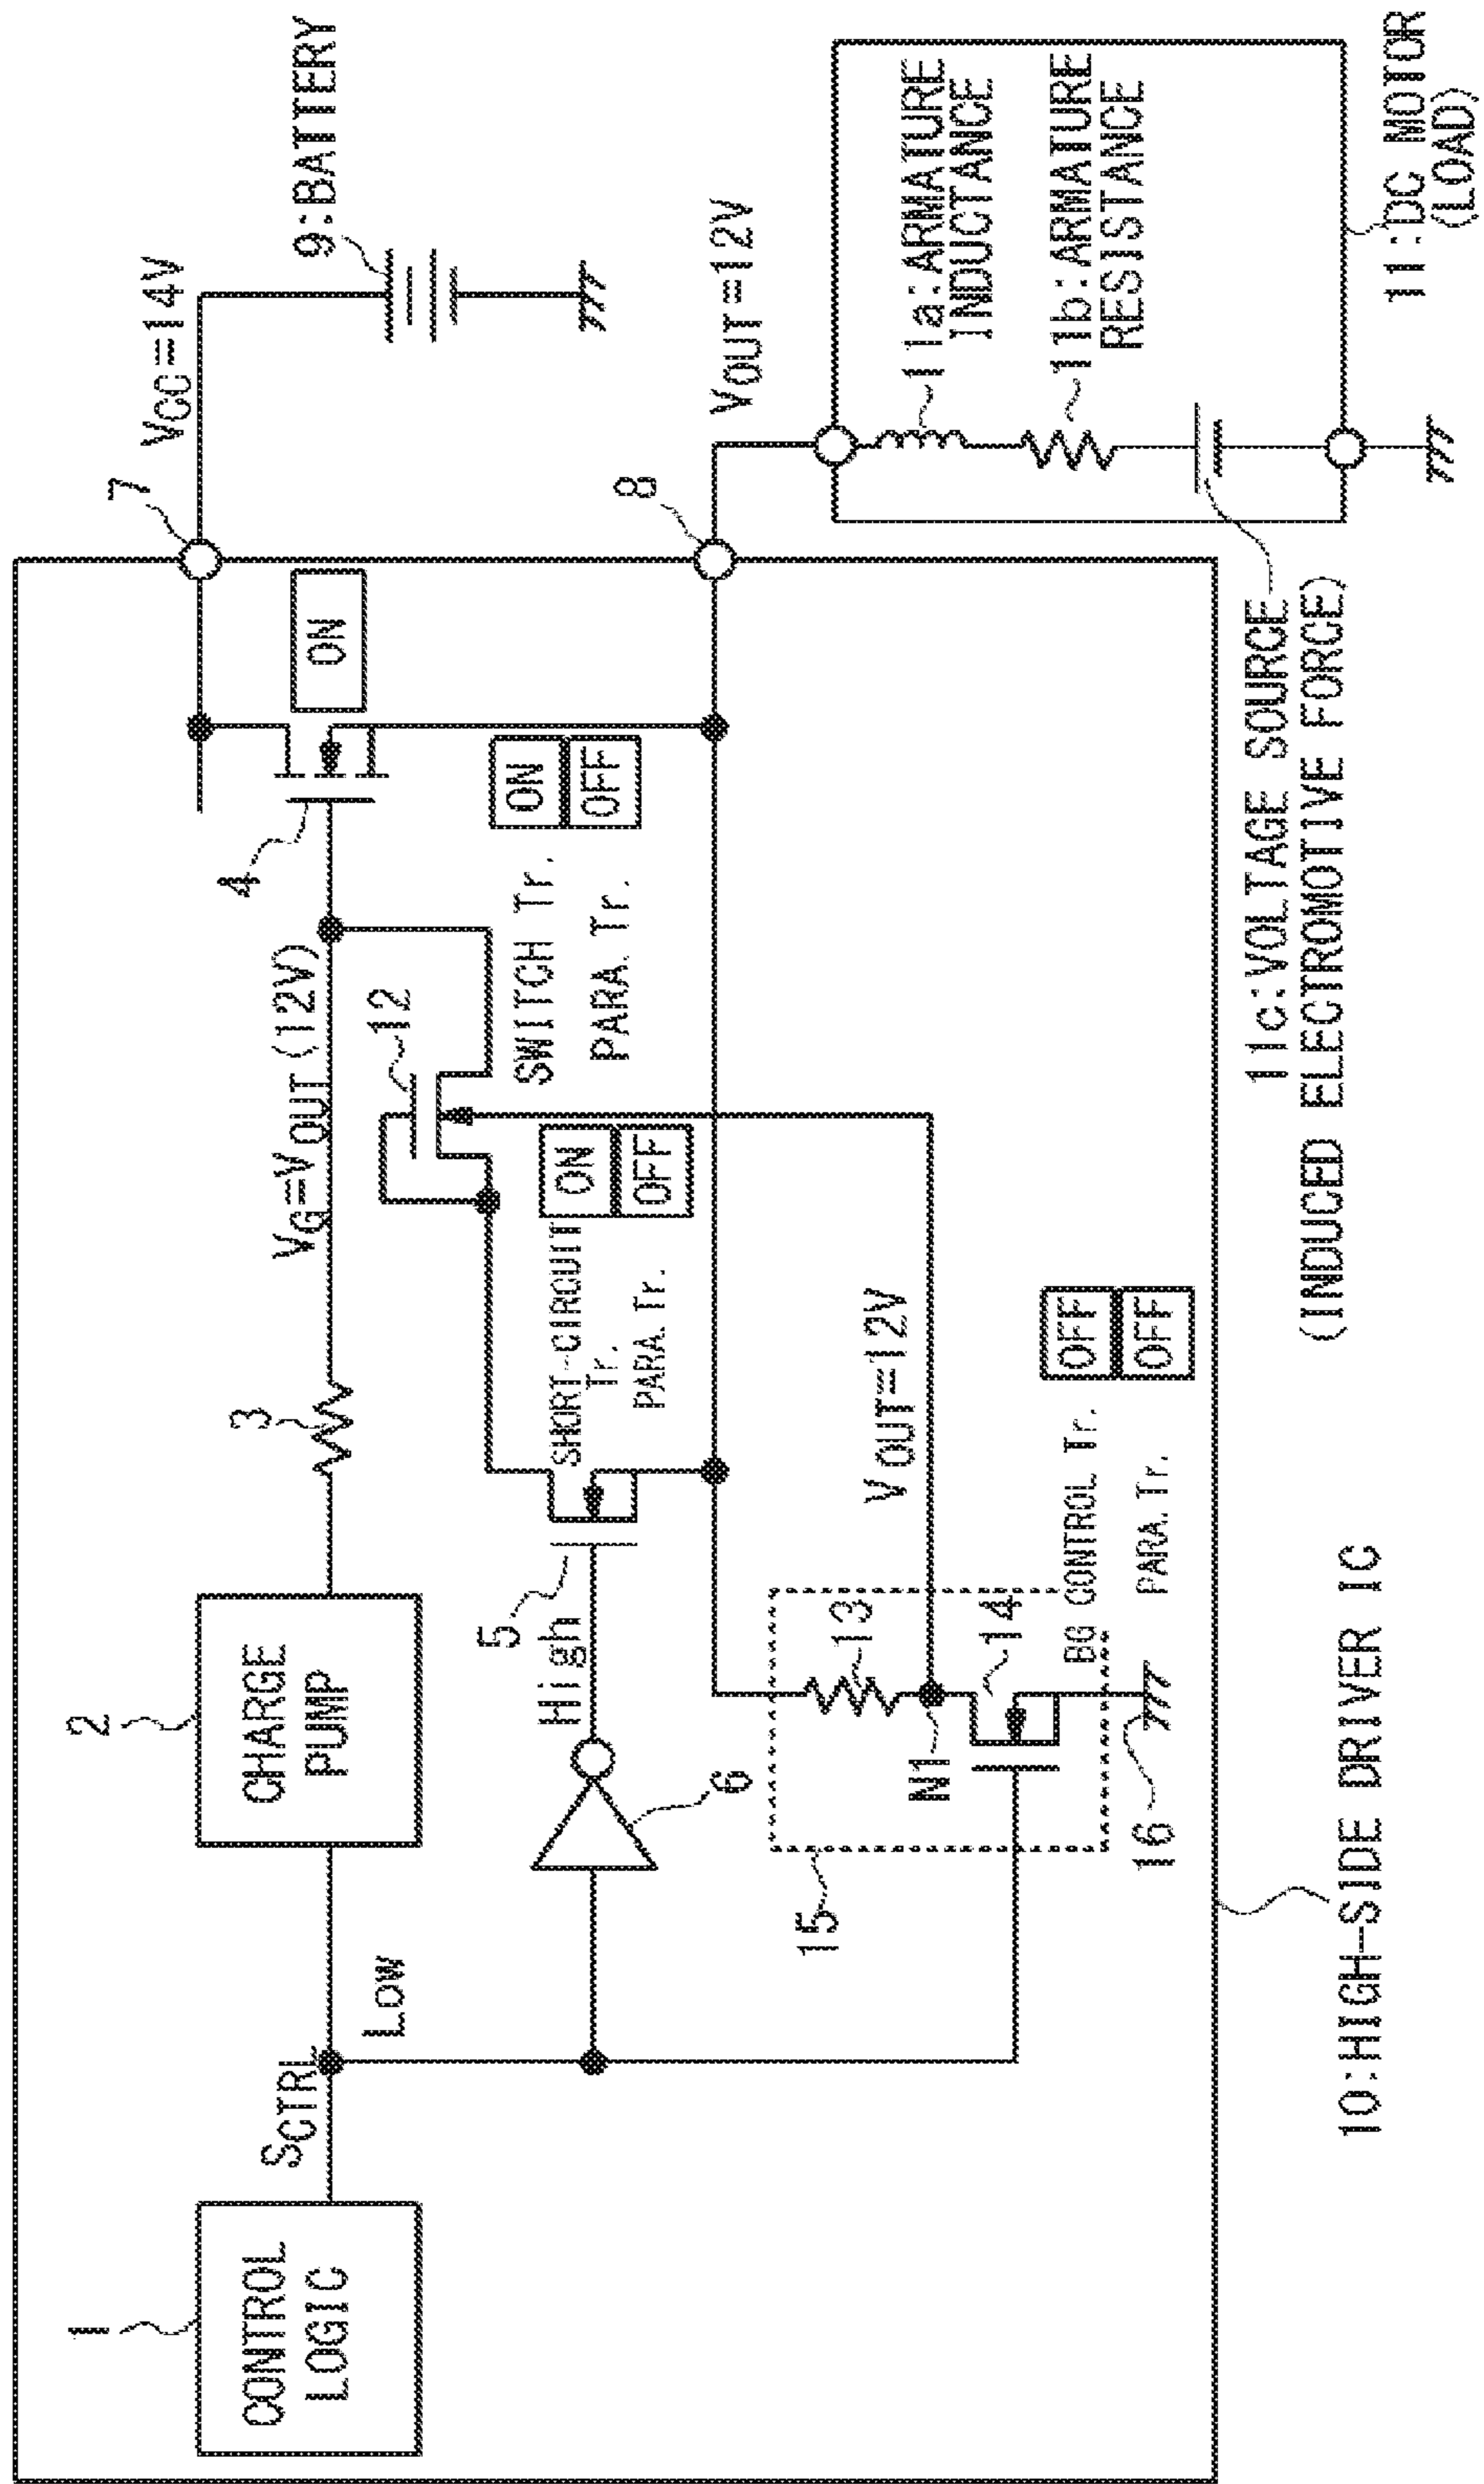 1
CONTROL
LOGIC
SCTRL
Low
2
CHARGE
PUMP
3
VG=VOUT(12V)
4
ON
7
VCC=14V
9:BATTERY
12
SWITCH Tr.
ON
PARA. Tr.
OFF
5
High
6
SHORT-CIRCUIT
Tr.
ON
PARA. Tr.
OFF
8
VOUT=12V
15
13
N1
14
16
VOUT=12V
BG CONTROL Tr.
OFF
PARA. Tr.
OFF
11a:ARMATURE
INDUCTANCE
11b:ARMATURE
RESISTANCE
11c:VOLTAGE SOURCE
(INDUCED ELECTROMOTIVE FORCE)
11:DC MOTOR
(LOAD)
10:HIGH-SIDE DRIVER IC